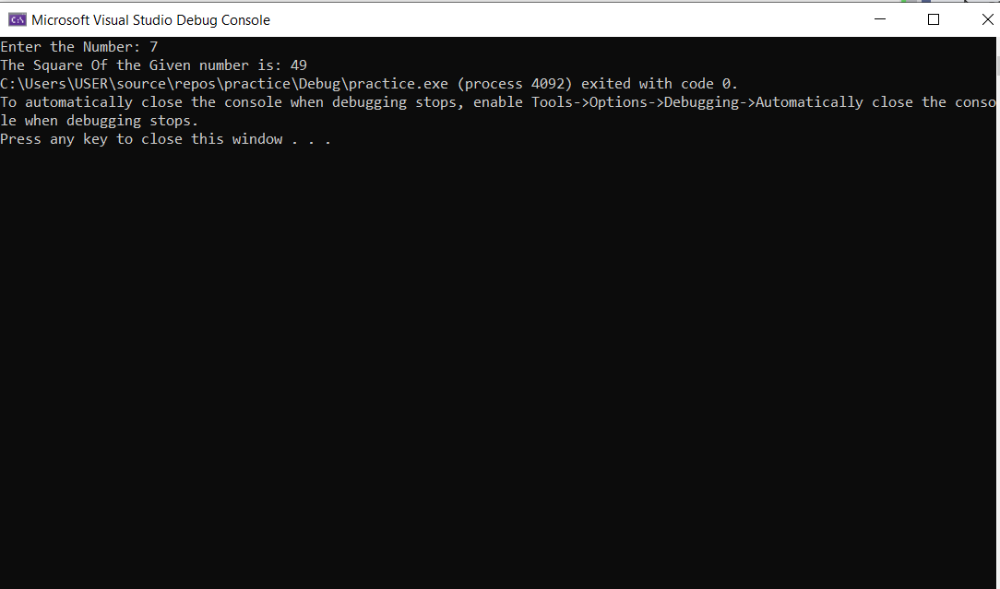 Microsoft Visual Studio Debug Console
Enter the Number: 7
The Square Of the Given number is: 49
C:\Users\USER\source\repos\practice\Debug\practice.exe (process 4092) exited with code 0.
To automatically close the console when debugging stops, enable Tools->Options->Debugging->Automatically close the conso
le when debugging stops.
Press any key to close this window . . .